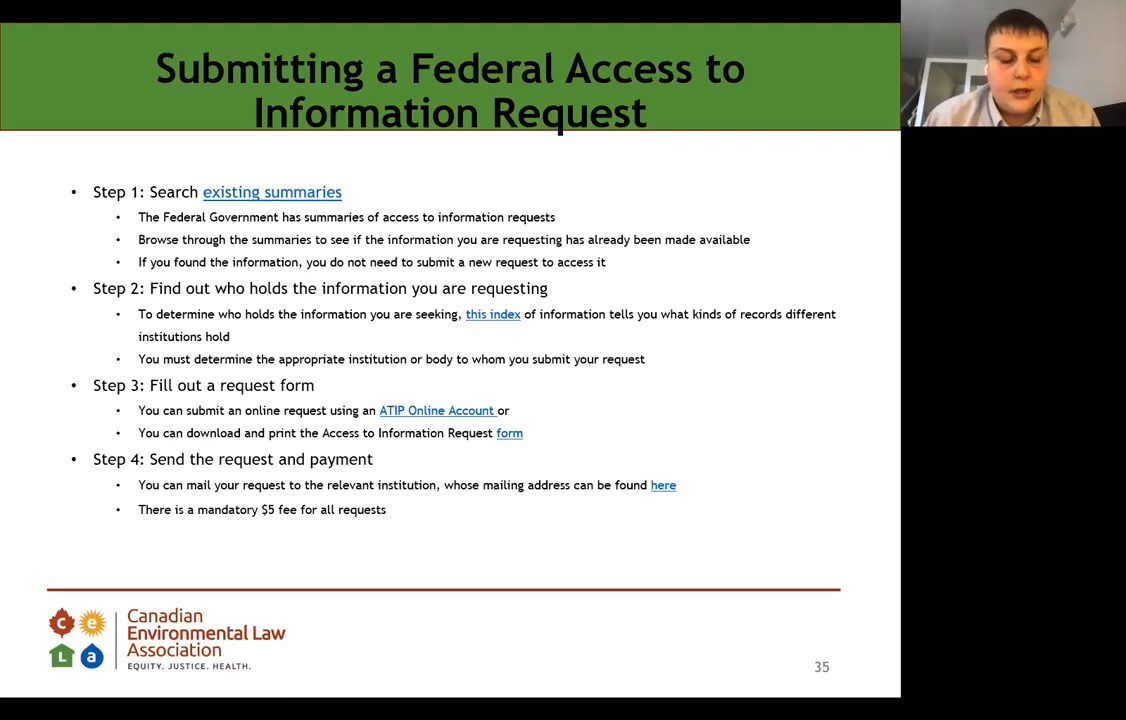 Submitting a Federal Access to
Information Request
• Step 1: Search existing summaries
• The Federal Government has summaries of access to information requests
• Browse through the summaries to see if the information you are requesting has already been made available
• If you found the information, you do not need to submit a new request to access it
• Step 2: Find out who holds the information you are requesting
• To determine who holds the information you are seeking, this index of information tells you what kinds of records different
institutions hold
• You must determine the appropriate institution or body to whom you submit your request
• Step 3: Fill out a request form
• You can submit an online request using an ATIP Online Account or
• You can download and print the Access to Information Request form
• Step 4: Send the request and payment
• You can mail your request to the relevant institution, whose mailing address can be found here
• There is a mandatory $5 fee for all requests
c e
L a
Canadian
Environmental Law
Association
EQUITY. JUSTICE. HEALTH.
35